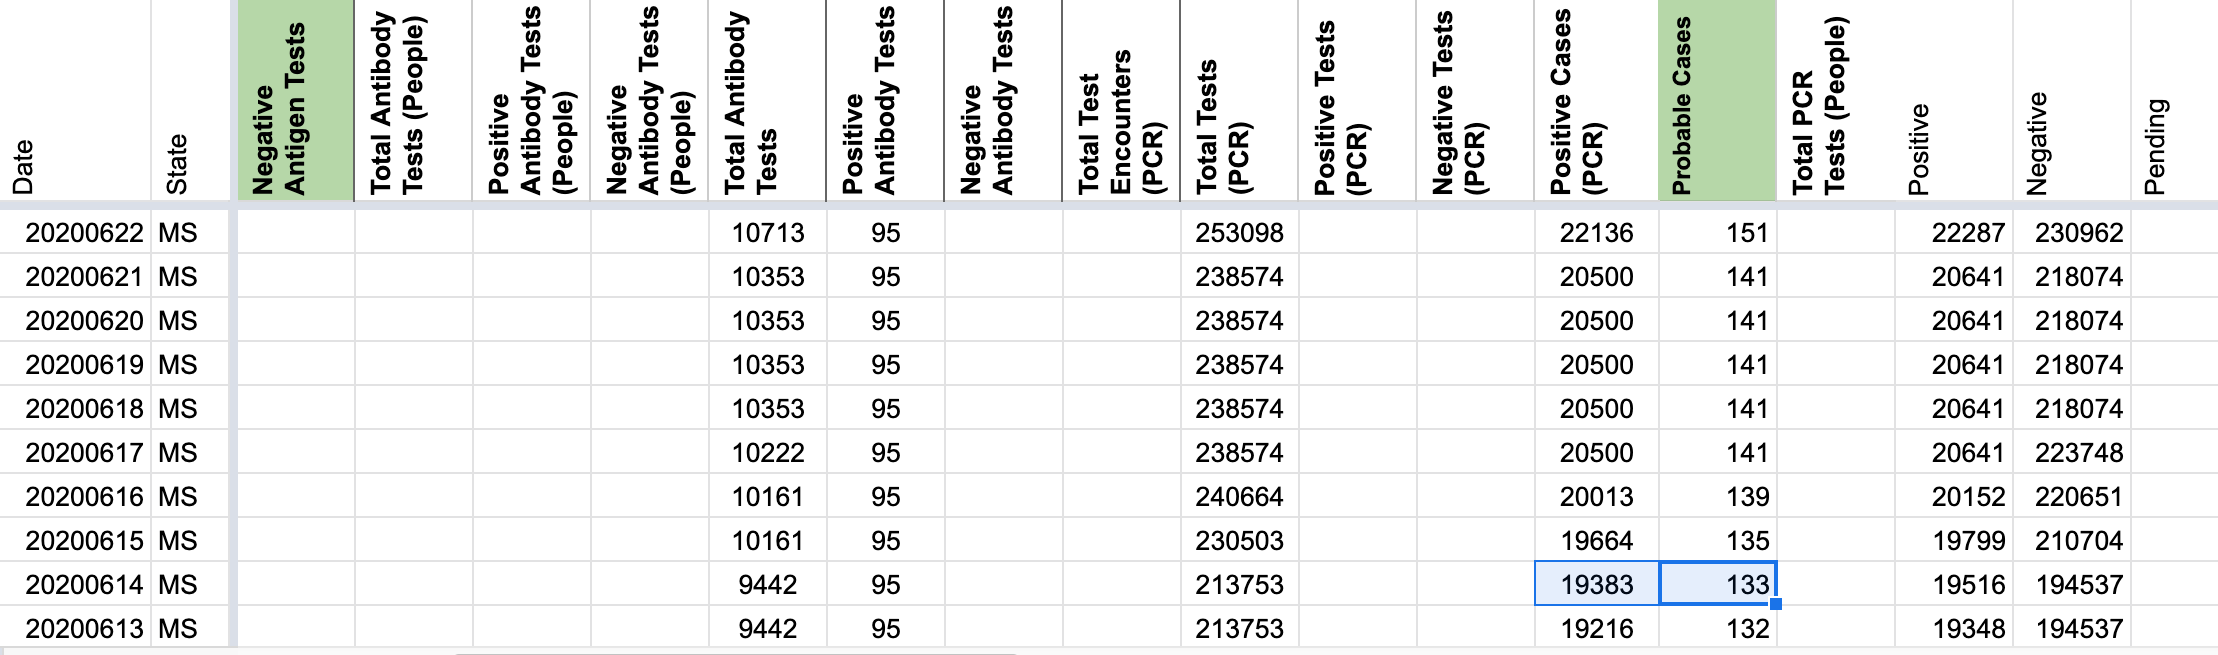 Date State Negative Antigen Tests Total Antibody Tests (People) Positive Antibody Tests (People) Negative Antibody Tests (People) Total Antibody Tests Positive Antibody Tests Negative Antibody Tests Total Test Encounters (PCR) Total Tests (PCR) Positive Tests (PCR) Negative Tests (PCR) Positive Cases (PCR) Probable Cases Total PCR Tests (People) Positive Negative Pending
20200622 MS 10713 95 253098 22136 151 22287 230962
20200621 MS 10353 95 238574 20500 141 20641 218074
20200620 MS 10353 95 238574 20500 141 20641 218074
20200619 MS 10353 95 238574 20500 141 20641 218074
20200618 MS 10353 95 238574 20500 141 20641 218074
20200617 MS 10222 95 238574 20500 141 20641 223748
20200616 MS 10161 95 240664 20013 139 20152 220651
20200615 MS 10161 95 230503 19664 135 19799 210704
20200614 MS 9442 95 213753 19383 133 19516 194537
20200613 MS 9442 95 213753 19216 132 19348 194537